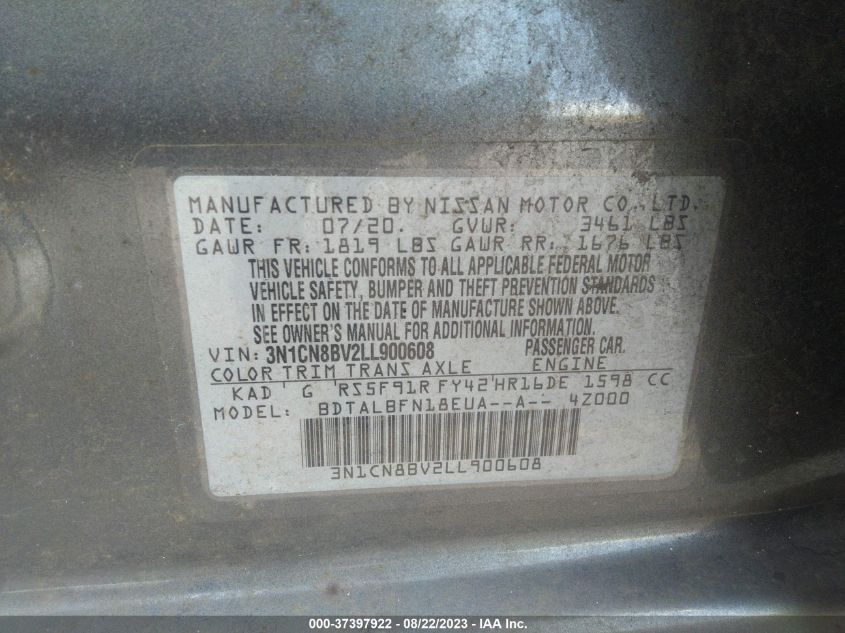 MANUFACTURED BY NISSAN MOTOR CO.,LTD.
DATE: 07/20. GVWR: 3461 LBS
GAWR FR: 1819 LBS GAWR RR: 1676 LBS
THIS VEHICLE CONFORMS TO ALL APPLICABLE FEDERAL MOTOR
VEHICLE SAFETY, BUMPER AND THEFT PREVENTION STANDARDS
IN EFFECT ON THE DATE OF MANUFACTURE SHOWN ABOVE.
SEE OWNER'S MANUAL FOR ADDITIONAL INFORMATION.
VIN: 3N1CN8BV2LL900608 PASSENGER CAR.
COLOR TRIM TRANS AXLE ENGINE
KAD ' G ' RS5F91R FY42'HR16DE 1598 CC
MODEL: BDTALBFN18EUA--A-- 4Z000
3N1CN8BV2LL900608
000-37397922 - 08/22/2023 - IAA Inc.